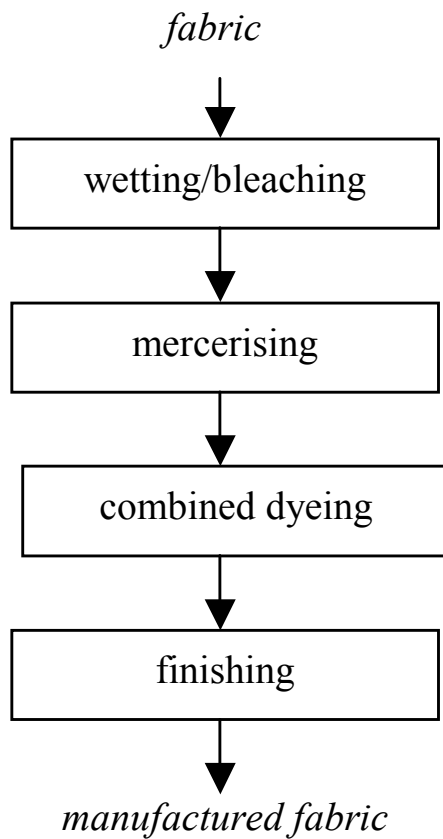 fabric
wetting/bleaching
mercerising
combined dyeing
finishing
manufactured fabric